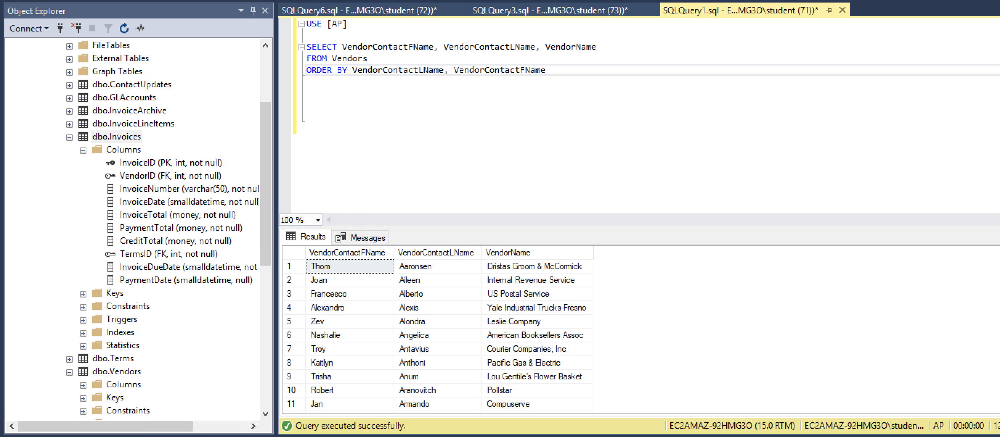 Object Explorer
Connect
FileTables
External Tables
Graph Tables
dbo.ContactUpdates
dbo.GLAccounts
dbo.InvoiceArchive
dbo.InvoiceLineItems
dbo.Invoices
Columns
InvoiceID (PK, int, not null)
VendorID (FK, int, not null)
InvoiceNumber (varchar(50), not nul
InvoiceDate (smalldatetime, not null
InvoiceTotal (money, not null)
PaymentTotal (money, not null)
CreditTotal (money, not null)
TermsID (FK, int, not null)
InvoiceDueDate (smalldatetime, not
PaymentDate (smalldatetime, null)
Keys
Constraints
Triggers
Indexes
Statistics
dbo.Terms
dbo.Vendors
Columns
Keys
Constraints
SQLQuery6.sql - E...MG3O\student (72))* SQLQuery3.sql - E...MG3O\student (73))* SQLQuery1.sql - E...MG3O\student (71))*
USE [AP]
SELECT VendorContactFName, VendorContactLName, VendorName
FROM Vendors
ORDER BY VendorContactLName, VendorContactFName
100 %
Results Messages
VendorContactFName VendorContactLName VendorName
1 Thom Aaronsen Dristas Groom & McCormick
2 Joan Aileen Internal Revenue Service
3 Francesco Alberto US Postal Service
4 Alexandro Alexis Yale Industrial Trucks-Fresno
5 Zev Alondra Leslie Company
6 Nashalie Angelica American Booksellers Assoc
7 Troy Antavius Courier Companies, Inc
8 Kaitlyn Anthoni Pacific Gas & Electric
9 Trisha Anum Lou Gentile's Flower Basket
10 Robert Aranovitch Pollstar
11 Jan Armando Compuserve
Query executed successfully. EC2AMAZ-92HMG3O (15.0 RTM) EC2AMAZ-92HMG3O\studen... AP 00:00:00 12